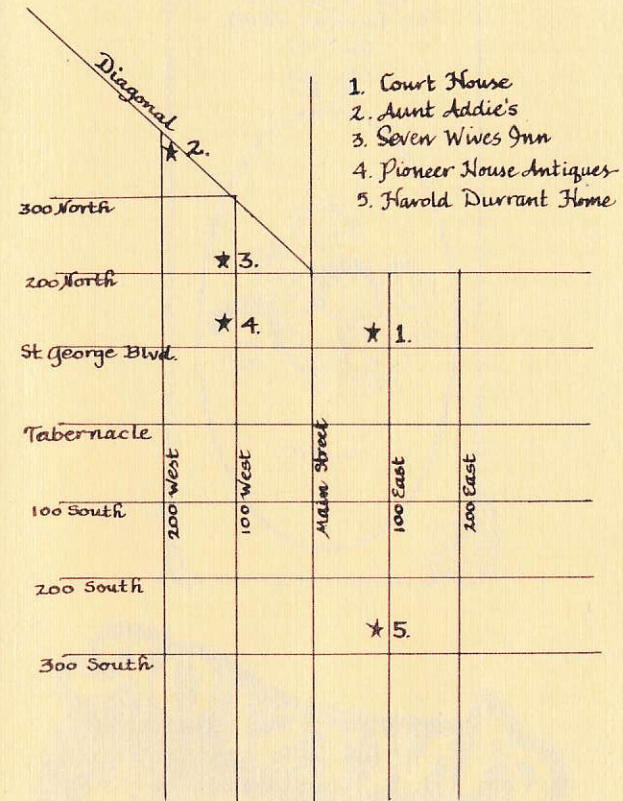 Diagonal
1. Court House
2. Aunt Addie's
3. Seven Wives Inn
4. Pioneer House Antiques
5. Harold Durrant Home
2.
300 North
3.
200 North
4.
1.
St George Blvd.
Tabernacle
200 West
100 West
Main Street
100 East
200 East
100 South
200 South
5.
300 South